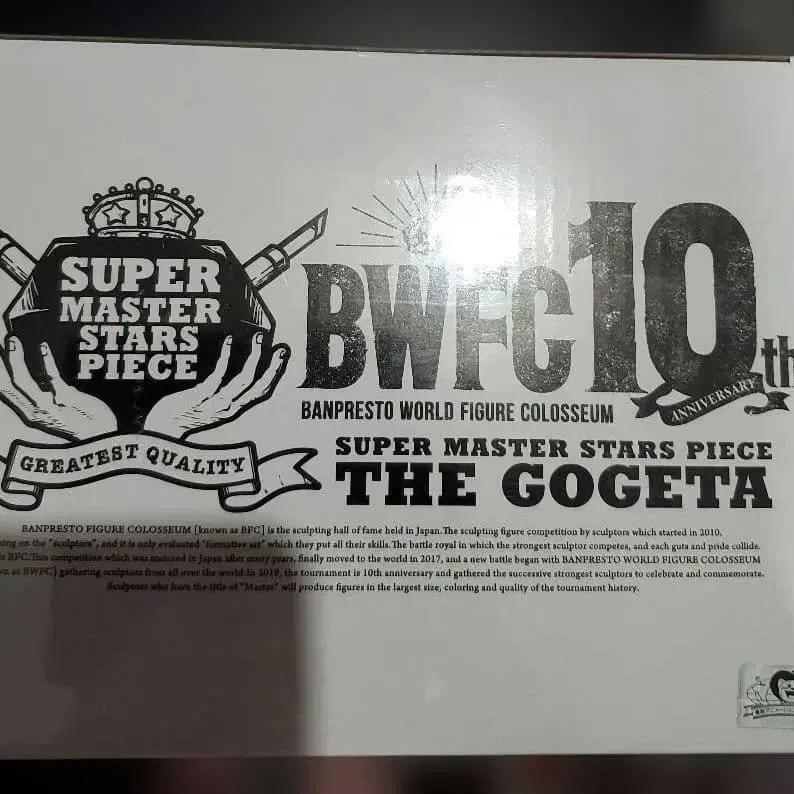 SUPER
MASTER
STARS
PIECE
GREATEST QUALITY
BWFC10th
ANNIVERSARY
BANPRESTO WORLD FIGURE COLOSSEUM
SUPER MASTER STARS PIECE
THE GOGETA
BANPRESTO FIGURE COLOSSEUM [known as BFC] is the sculpting hall of fame held in Japan.The sculpting figure competition by sculptors which started in 2010.
on the "sculptors", and it is only evaluated "formative art" which they put all their skills.The battle royal in which the strongest sculptor competes, and each guts and pride collide.
BFC.This competition which was matured in Japan after many years, finally moved to the world in 2017, and a new battle began with BANPRESTO WORLD FIGURE COLOSSEUM
as BWFC] gathering sculptors from all over the world.In 2019, the tournament is 10th anniversary and gathered the successive strongest sculptors to celebrate and commemorate.
Sculptors who have the title of "Master" will produce figures in the largest size, coloring and quality of the tournament history.